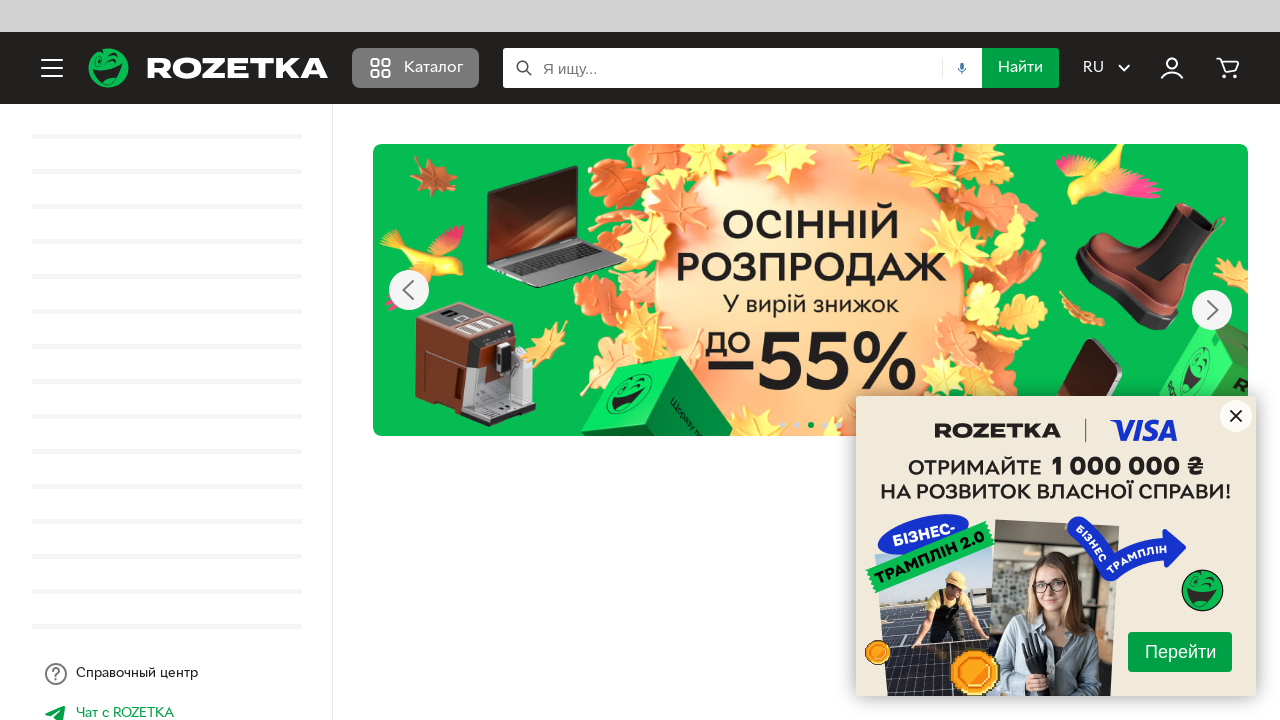 ROZETKA
Каталог
Я ищу...
Найти
RU
ОСІННІЙ
РОЗПРОДАЖ
У вирій знижок
ДО
−55%
Щоразу
ROZETKA
VISA
ОТРИМАЙТЕ 1 000 000 ₴
НА РОЗВИТОК ВЛАСНОЇ СПРАВИ!
БІЗНЕС-
ТРАМПЛІН 2.0
БІЗНЕС
ТРАМПЛІН
Перейти
Справочный центр
Чат с ROZETKA